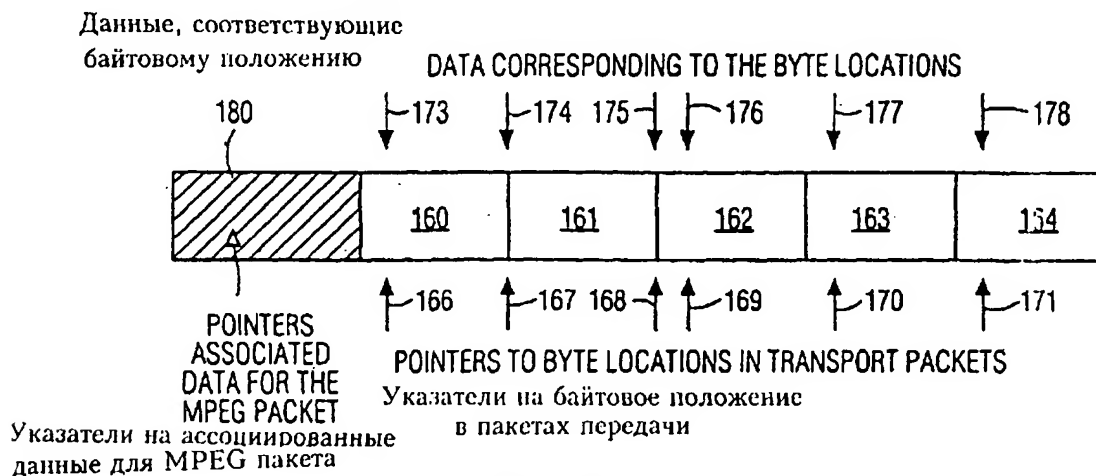 Данные, соответствующие
байтовому положению
DATA CORRESPONDING TO THE BYTE LOCATIONS
180
173
174
175
176
177
178
160
161
162
163
164
166
167
168
169
170
171
POINTERS
ASSOCIATED
DATA FOR THE
MPEG PACKET
POINTERS TO BYTE LOCATIONS IN TRANSPORT PACKETS
Указатели на байтовое положение
в пакетах передачи
Указатели на ассоциированные
данные для MPEG пакета